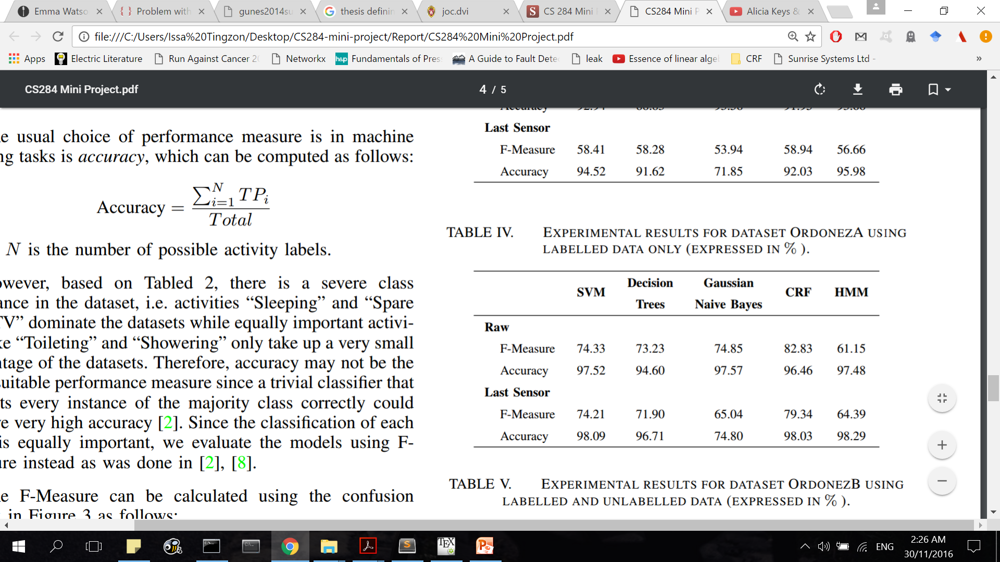 Emma Watso
Problem with
gunes2014su
thesis definin
joc.dvi
CS 284 Mini
CS284 Mini P
Alicia Keys &
file:///C:/Users/Issa%20Tingzon/Desktop/CS284-mini-project/Report/CS284%20Mini%20Project.pdf
Apps
Electric Literature
Run Against Cancer 20
Networkx
h&p Fundamentals of Pres
A Guide to Fault Dete
leak
Essence of linear alge
CRF
Sunrise Systems Ltd -
»
CS284 Mini Project.pdf
4 / 5
e usual choice of performance measure is in machine
ng tasks is accuracy, which can be computed as follows:
Accuracy = \frac{\sum_{i=1}^{N} TP_i}{Total}
N is the number of possible activity labels.
owever, based on Tabled 2, there is a severe class
ance in the dataset, i.e. activities “Sleeping” and “Spare
TV” dominate the datasets while equally important activi-
ke “Toileting” and “Showering” only take up a very small
ntage of the datasets. Therefore, accuracy may not be the
suitable performance measure since a trivial classifier that
ts every instance of the majority class correctly could
ve very high accuracy [2]. Since the classification of each
is equally important, we evaluate the models using F-
ure instead as was done in [2], [8].
e F-Measure can be calculated using the confusion
in Figure 3 as follows:
Last Sensor
F-Measure 58.41 58.28 53.94 58.94 56.66
Accuracy 94.52 91.62 71.85 92.03 95.98
TABLE IV. EXPERIMENTAL RESULTS FOR DATASET ORDONEZA USING
LABELLED DATA ONLY (EXPRESSED IN % ).
SVM Decision Trees Gaussian Naive Bayes CRF HMM
Raw
F-Measure 74.33 73.23 74.85 82.83 61.15
Accuracy 97.52 94.60 97.57 96.46 97.48
Last Sensor
F-Measure 74.21 71.90 65.04 79.34 64.39
Accuracy 98.09 96.71 74.80 98.03 98.29
TABLE V. EXPERIMENTAL RESULTS FOR DATASET ORDONEZB USING
LABELLED AND UNLABELLED DATA (EXPRESSED IN % ).
ENG
2:26 AM
30/11/2016